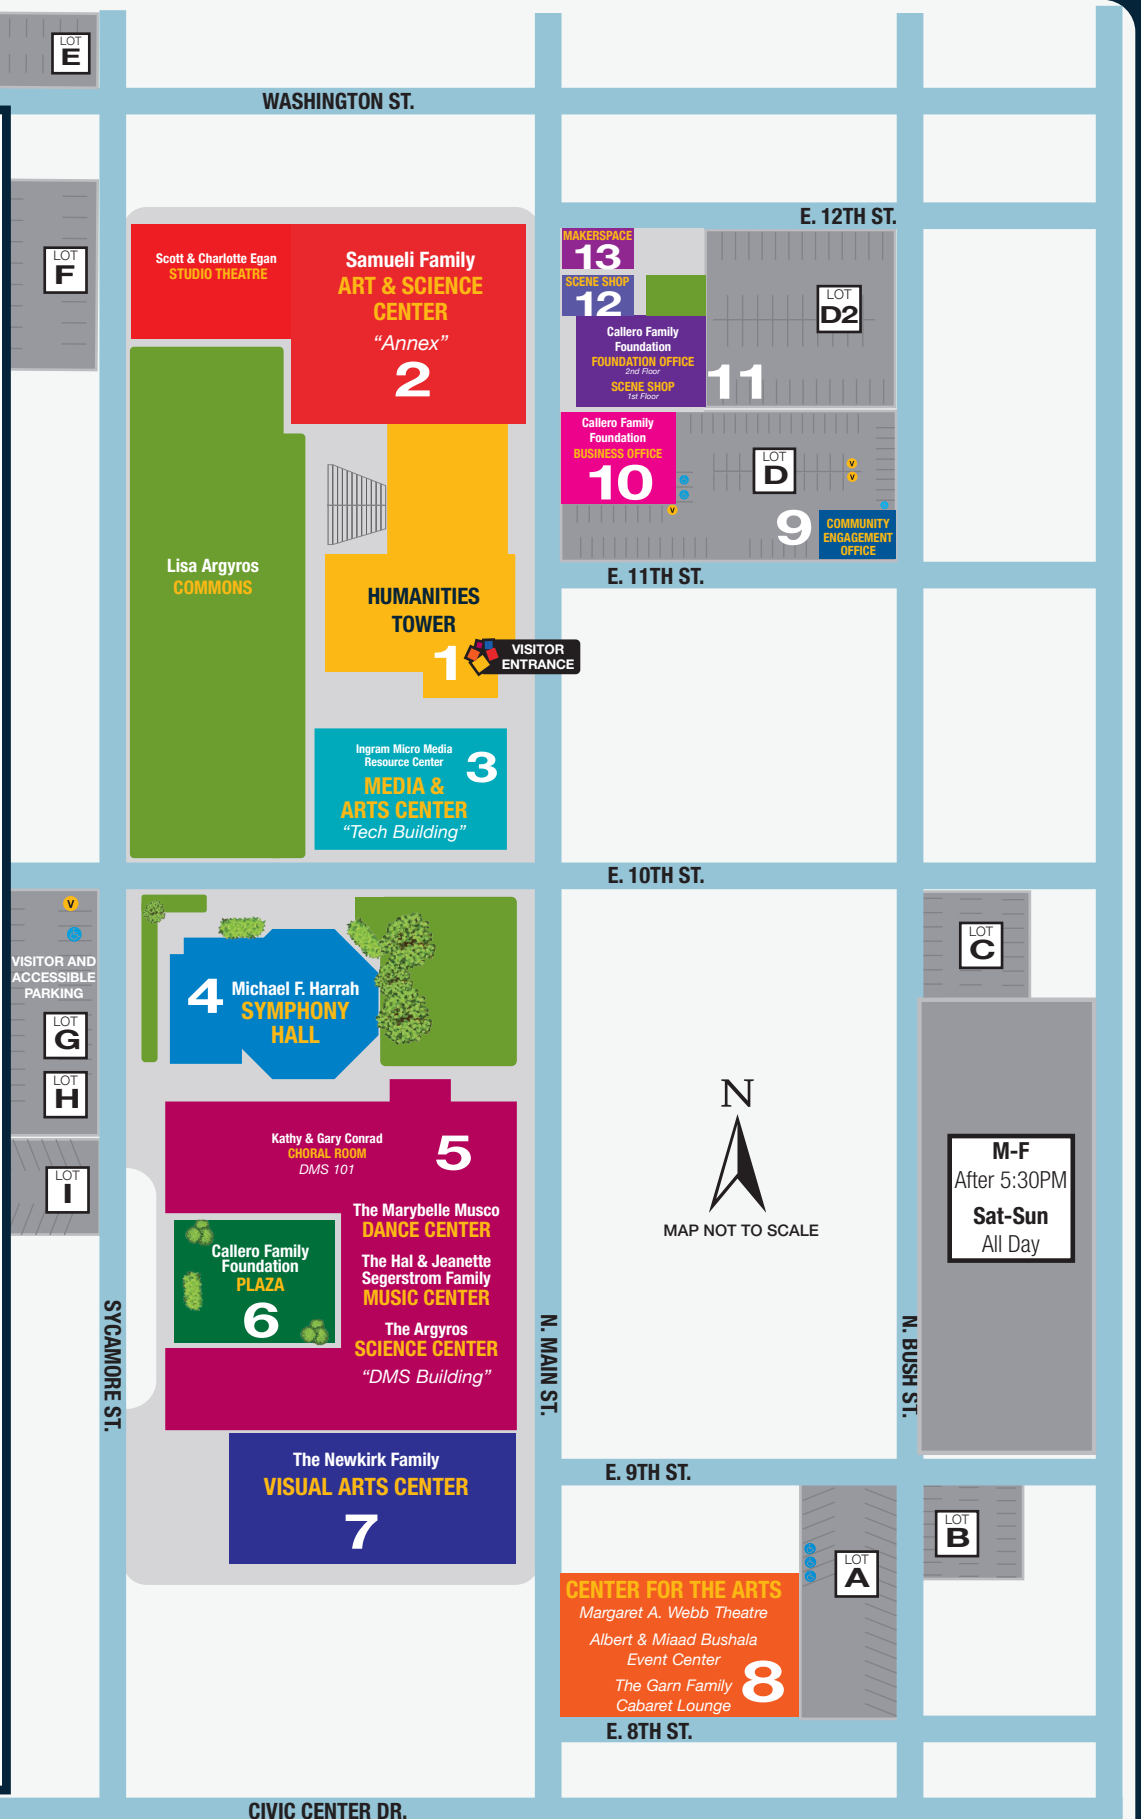 LOT
E
WASHINGTON ST.
LOT
F
E. 12TH ST.
Scott & Charlotte Egan
STUDIO THEATRE
Samueli Family
ART & SCIENCE
CENTER
“Annex”
2
MAKERSPACE
13
SCENE SHOP
12
Callero Family
Foundation
FOUNDATION OFFICE
2nd Floor
SCENE SHOP
1st Floor
11
LOT
D2
Callero Family
Foundation
BUSINESS OFFICE
10
LOT
D
V
V
V
9
COMMUNITY
ENGAGEMENT
OFFICE
E. 11TH ST.
Lisa Argyros
COMMONS
HUMANITIES
TOWER
1
VISITOR
ENTRANCE
Ingram Micro Media
Resource Center
3
MEDIA &
ARTS CENTER
“Tech Building”
E. 10TH ST.
V
VISITOR AND
ACCESSIBLE
PARKING
LOT
G
LOT
H
LOT
I
4
Michael F. Harrah
SYMPHONY
HALL
LOT
C
N
MAP NOT TO SCALE
Kathy & Gary Conrad
CHORAL ROOM
DMS 101
5
The Marybelle Musco
DANCE CENTER
The Hal & Jeanette
Segerstrom Family
MUSIC CENTER
The Argyros
SCIENCE CENTER
“DMS Building”
Callero Family
Foundation
PLAZA
6
M-F
After 5:30PM
Sat-Sun
All Day
SYCAMORE ST.
N. MAIN ST.
N. BUSH ST.
The Newkirk Family
VISUAL ARTS CENTER
7
E. 9TH ST.
LOT
B
LOT
A
CENTER FOR THE ARTS
Margaret A. Webb Theatre
Albert & Miaad Bushala
Event Center
The Garn Family
Cabaret Lounge
8
E. 8TH ST.
CIVIC CENTER DR.